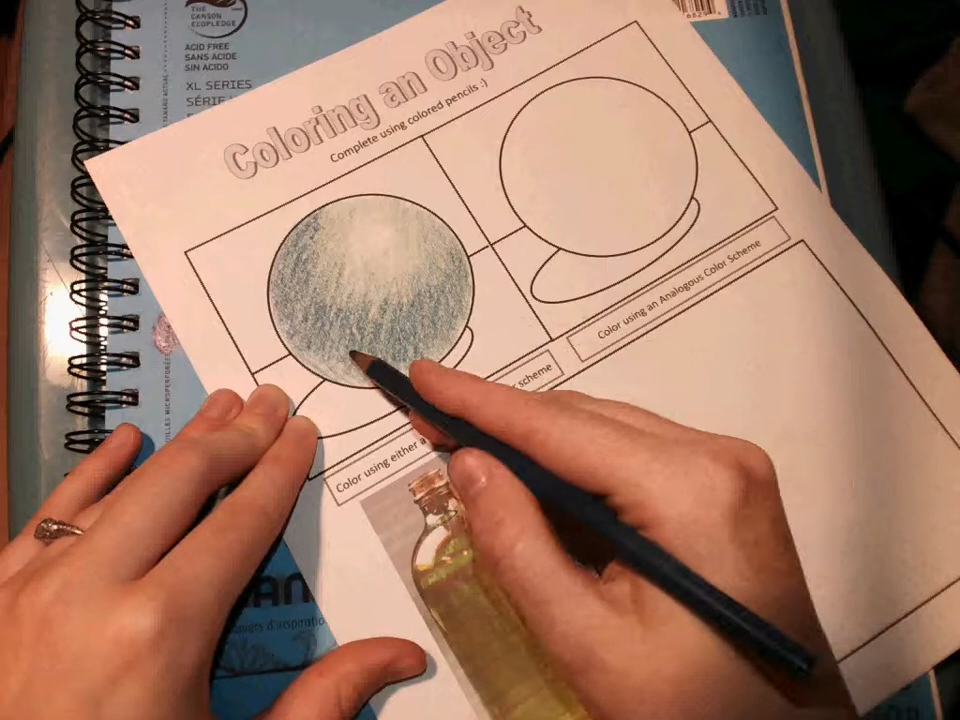 THE
CANSON
ECOPLEDGE
ACID FREE
SANS ACIDE
SIN ACIDO
XL SERIES
SÉRIE
Coloring an Object
Complete using colored pencils :)
Color using either a
scheme
Color using an Analogous Color Scheme